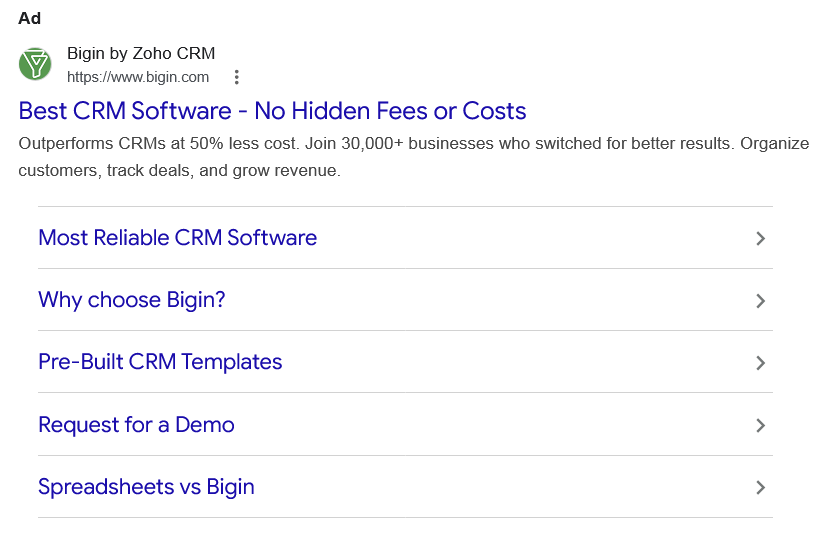 Ad
Bigin by Zoho CRM
https://www.bigin.com
Best CRM Software - No Hidden Fees or Costs
Outperforms CRMs at 50% less cost. Join 30,000+ businesses who switched for better results. Organize
customers, track deals, and grow revenue.
Most Reliable CRM Software
Why choose Bigin?
Pre-Built CRM Templates
Request for a Demo
Spreadsheets vs Bigin